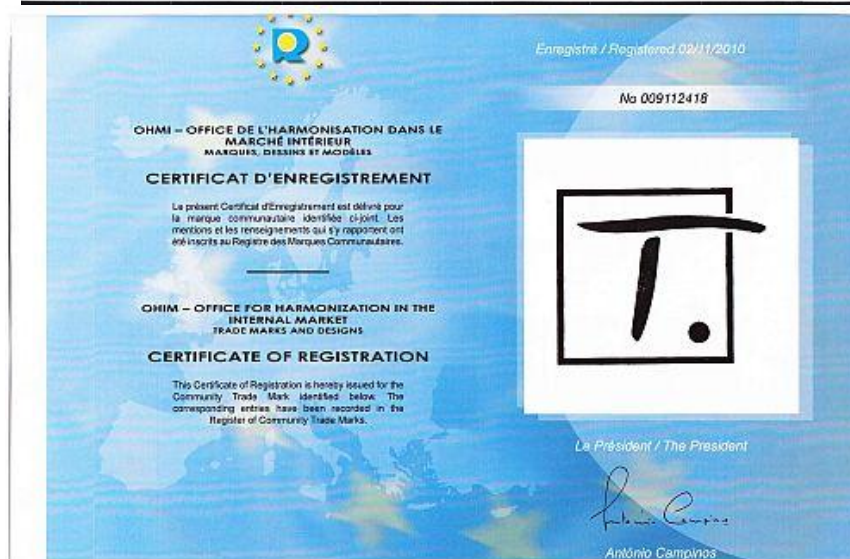 R
OHMI – OFFICE DE L'HARMONISATION DANS LE
MARCHÉ INTÉRIEUR
MARQUES, DESSINS ET MODÈLES
CERTIFICAT D'ENREGISTREMENT
Le présent Certificat d'Enregistrement est délivré pour
la marque communautaire identifiée ci-joint. Les
mentions et les renseignements qui s'y rapportent ont
été inscrits au Registre des Marques Communautaires.
OHIM – OFFICE FOR HARMONIZATION IN THE
INTERNAL MARKET
TRADE MARKS AND DESIGNS
CERTIFICATE OF REGISTRATION
This Certificate of Registration is hereby issued for the
Community Trade Mark identified below. The
corresponding entries have been recorded in the
Register of Community Trade Marks.
Enregistré / Registered 02/11/2010
No 009112418
T.
Le Président / The President
António Campinos
António Campinos